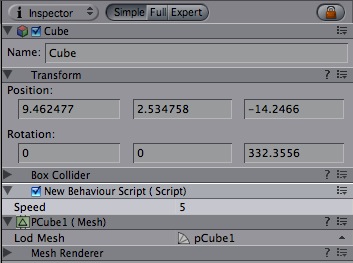 i Inspector Simple Full Expert
Cube
Name: Cube
Transform ?
Position:
9.462477 2.534758 -14.2466
Rotation:
0 0 332.3556
Box Collider ?
New Behaviour Script (Script) ?
Speed 5
PCube1 (Mesh) ?
Lod Mesh pCube1
Mesh Renderer ?